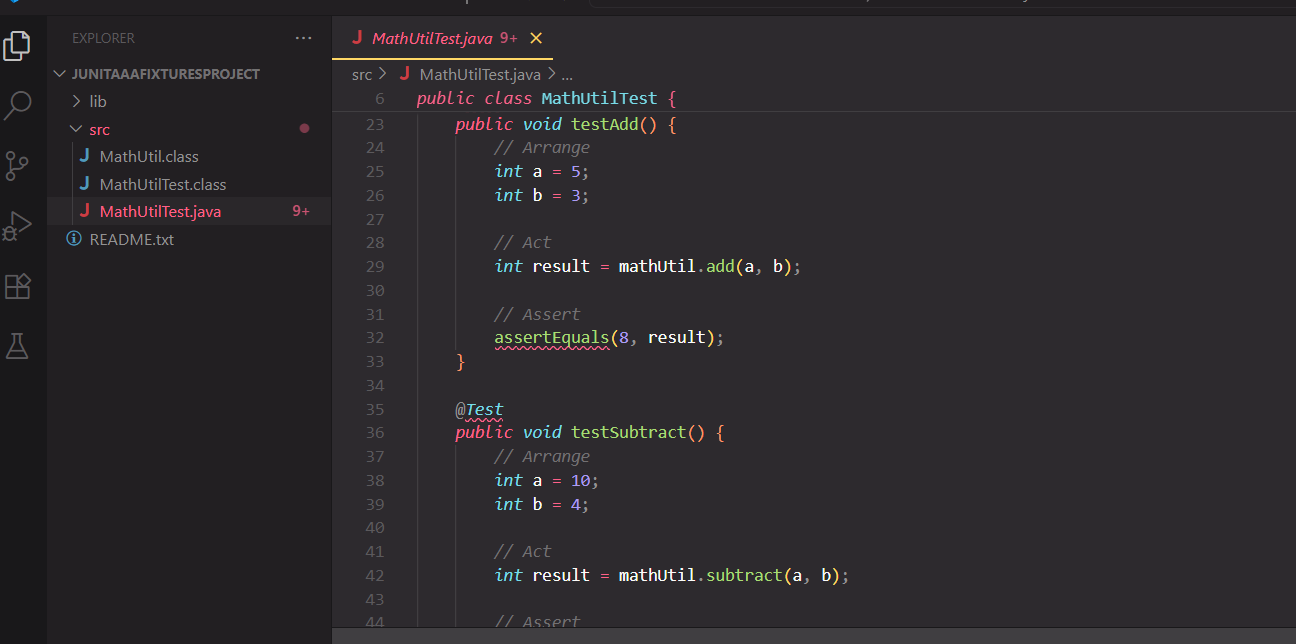 EXPLORER
JUNITAAAFIXTURESPROJECT
lib
src
MathUtil.class
MathUtilTest.class
MathUtilTest.java 9+
README.txt
MathUtilTest.java 9+
src > MathUtilTest.java > ...
6 public class MathUtilTest {
23 public void testAdd() {
24 // Arrange
25 int a = 5;
26 int b = 3;
27
28 // Act
29 int result = mathUtil.add(a, b);
30
31 // Assert
32 assertEquals(8, result);
33 }
34
35 @Test
36 public void testSubtract() {
37 // Arrange
38 int a = 10;
39 int b = 4;
40
41 // Act
42 int result = mathUtil.subtract(a, b);
43
44 // Assert